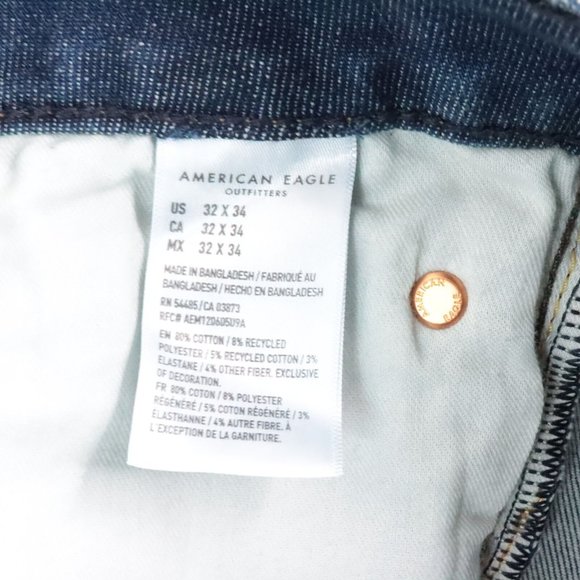 AMERICAN EAGLE
OUTFITTERS
US 32 X 34
CA 32 X 34
MX 32 X 34
MADE IN BANGLADESH / FABRIQUÉ AU
BANGLADESH / HECHO EN BANGLADESH
RN 54485 / CA 03873
RFC# AEM120605U9A
EN 80% COTTON / 8% RECYCLED
POLYESTER / 5% RECYCLED COTTON / 3%
ELASTANE / 4% OTHER FIBER. EXCLUSIVE
OF DECORATION.
FR 80% COTON / 8% POLYESTER
RÉGÉNÉRÉ / 5% COTON RÉGÉNÉRÉ / 3%
ÉLASTHANNE / 4% AUTRE FIBRE. À
L'EXCEPTION DE LA GARNITURE.
AMERICAN
EAGLE